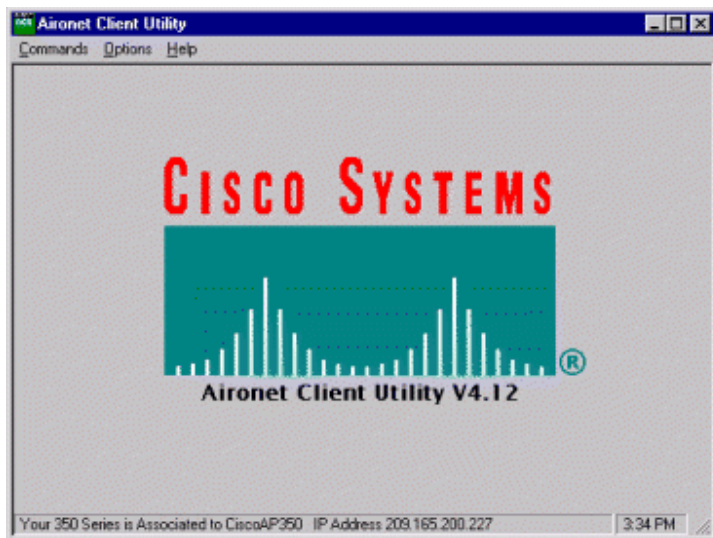 Aironet Client Utility
Commands Options Help
CISCO SYSTEMS
®
Aironet Client Utility V4.12
Your 350 Series is Associated to CiscoAP350 IP Address 209.165.200.227 3:34 PM